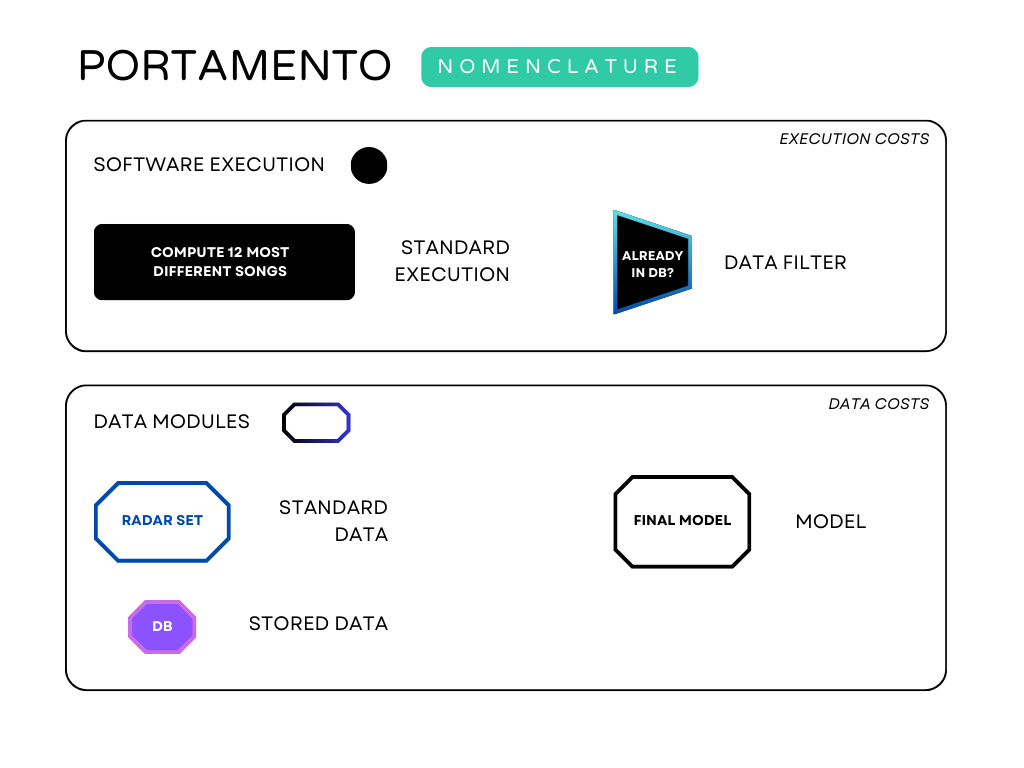 PORTAMENTO
NOMENCLATURE
EXECUTION COSTS
SOFTWARE EXECUTION
COMPUTE 12 MOST
DIFFERENT SONGS
STANDARD
EXECUTION
ALREADY
IN DB?
DATA FILTER
DATA COSTS
DATA MODULES
RADAR SET
STANDARD
DATA
FINAL MODEL
MODEL
DB
STORED DATA